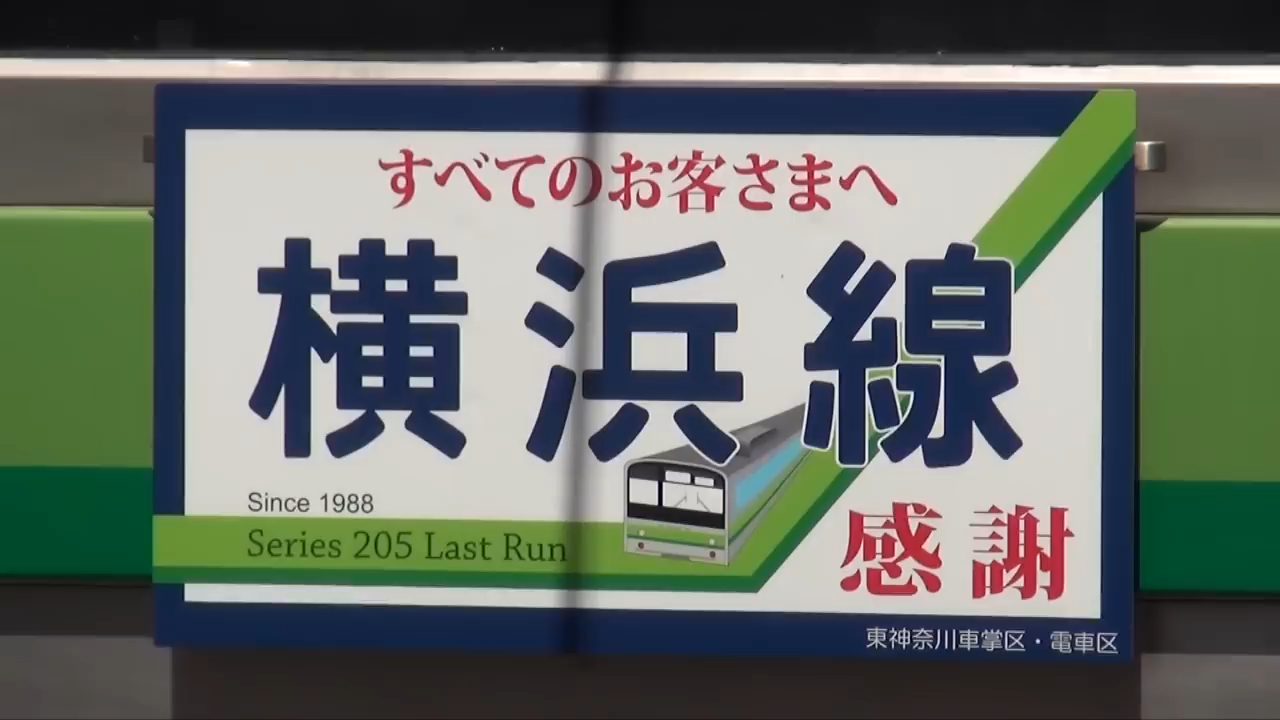 すべてのお客さまへ
横浜線
Since 1988
Series 205 Last Run
感謝
東神奈川車掌区・電車区